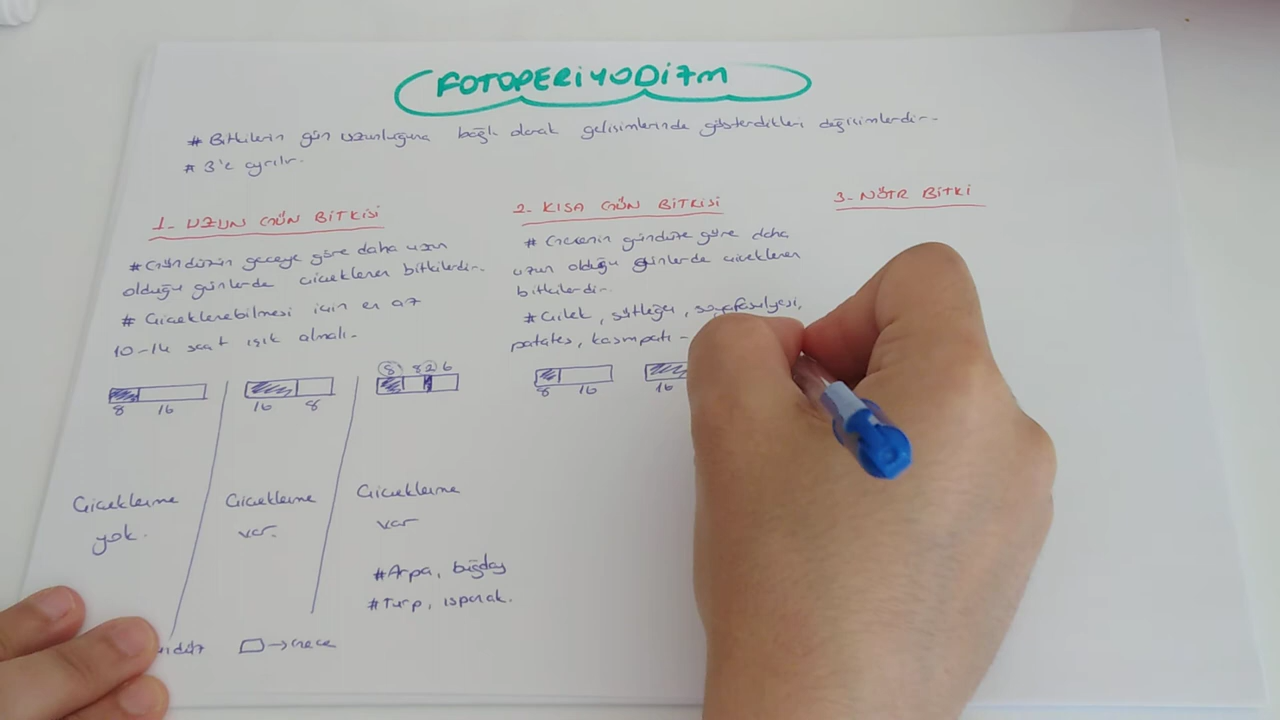 FOTOPERİYODİZM
# Bitkilerin gün uzunluğuna bağlı olarak gelişimlerinde gösterdikleri değişimlerdir.
# 3'e ayrılır.
1- UZUN GÜN BİTKİSİ
# Gündüzün geceye göre daha uzun
olduğu günlerde çiçeklenen bitkilerdir.
# Çiçeklenebilmesi için en az
10-14 saat ışık almalı.
8 16
16 8
8 8 2 6
Çiçeklenme
yok.
Çiçeklenme
var.
Çiçeklenme
var
# Arpa, buğday
# Turp, ıspanak.
→ Gece
2- KISA GÜN BİTKİSİ
# Gecenin gündüze göre daha
uzun olduğu günlerde çiçeklenen
bitkilerdir.
# Çilek, sütleğen, soya fasulyesi,
patates, kasımpatı -
8 16
16
3- NÖTR BİTKİ